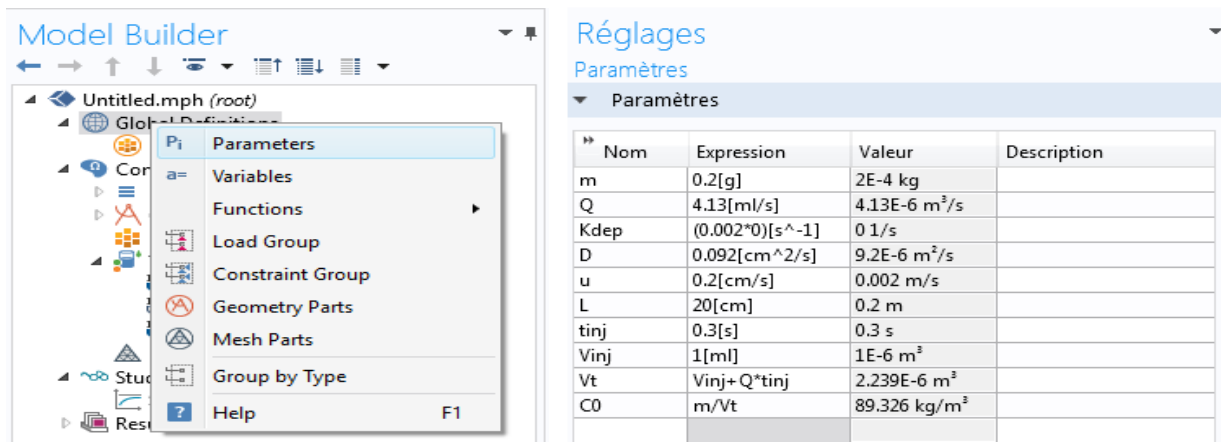 Model Builder
Untitled.mph (root)
Global Definitions
Pi Parameters
a= Variables
Functions
Load Group
Constraint Group
Geometry Parts
Mesh Parts
Group by Type
? Help F1
Réglages
Paramètres
Paramètres
Nom Expression Valeur Description
m 0.2[g] 2E-4 kg
Q 4.13[ml/s] 4.13E-6 m³/s
Kdep (0.002*0)[s^-1] 0 1/s
D 0.092[cm^2/s] 9.2E-6 m²/s
u 0.2[cm/s] 0.002 m/s
L 20[cm] 0.2 m
tinj 0.3[s] 0.3 s
Vinj 1[ml] 1E-6 m³
Vt Vinj+Q*tinj 2.239E-6 m³
C0 m/Vt 89.326 kg/m³